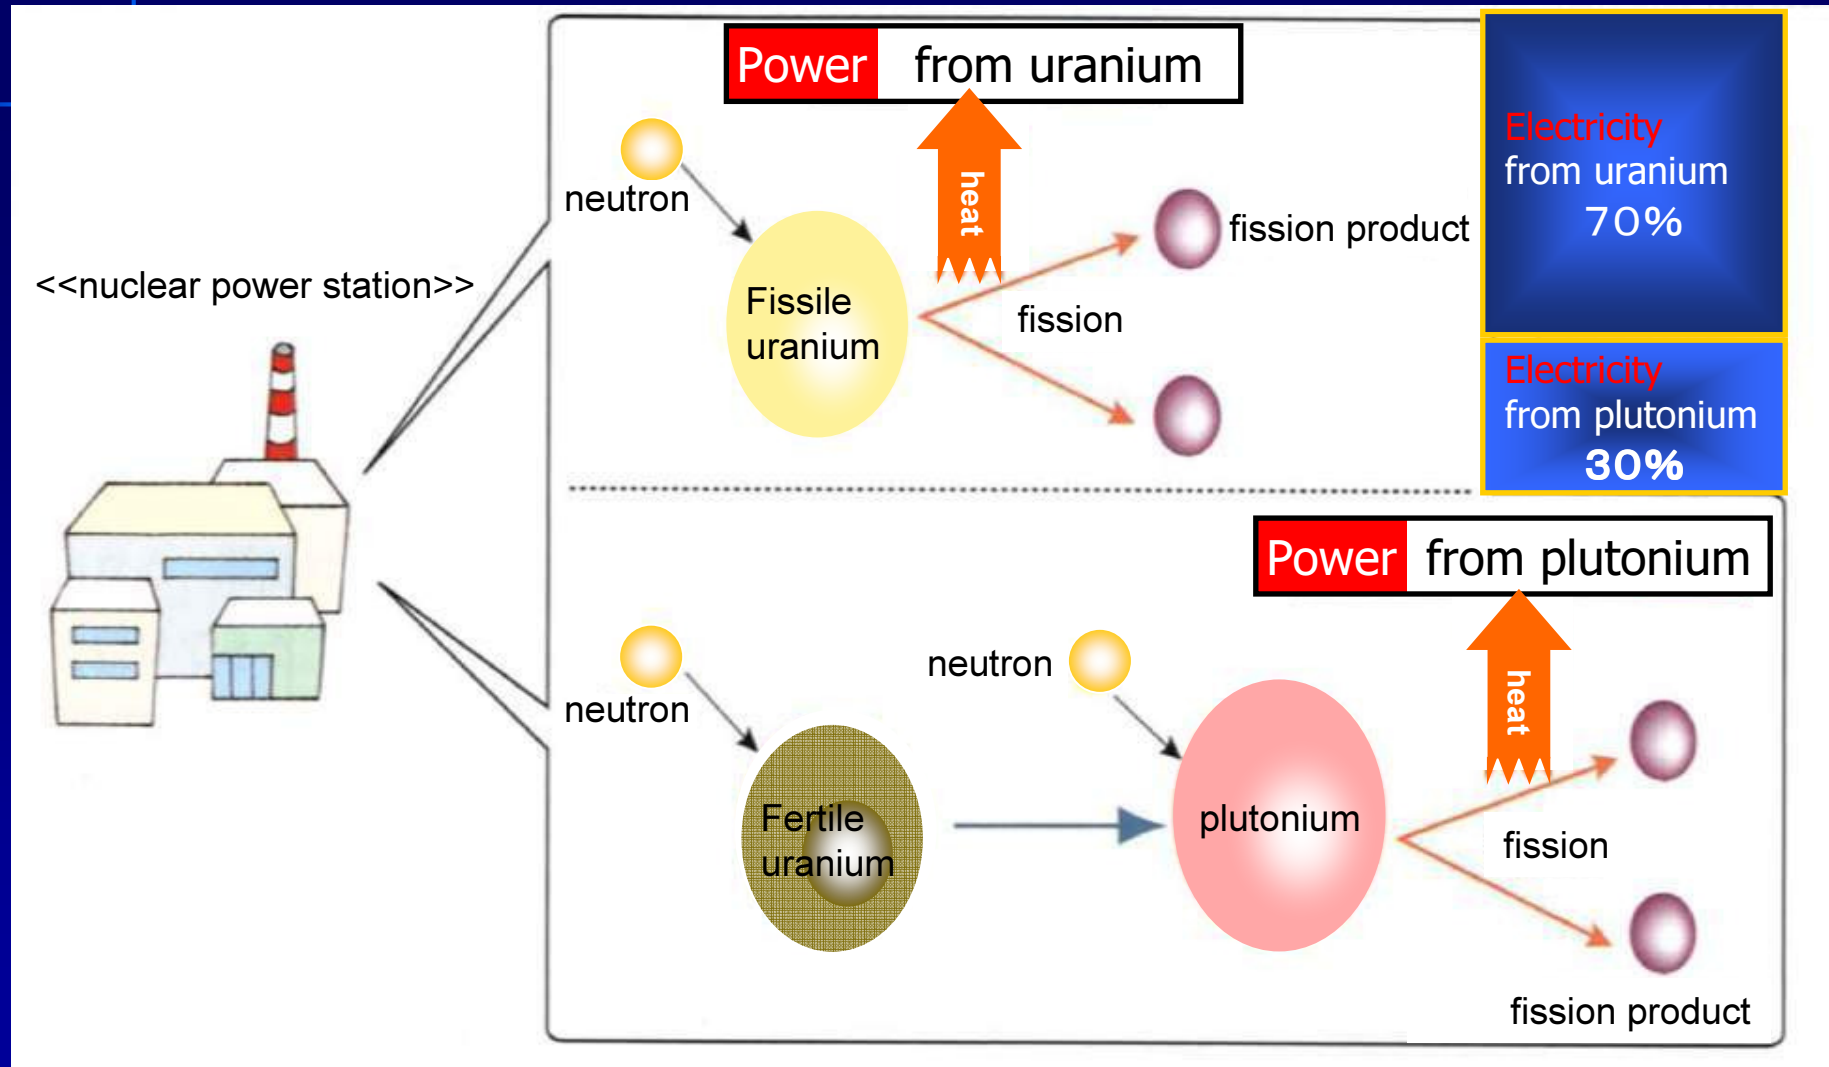 Power from uranium
neutron
heat
fission product
<<nuclear power station>>
Fissile
uranium
fission
Electricity
from uranium
70%
Electricity
from plutonium
30%
Power from plutonium
neutron
neutron
heat
Fertile
uranium
plutonium
fission
fission product